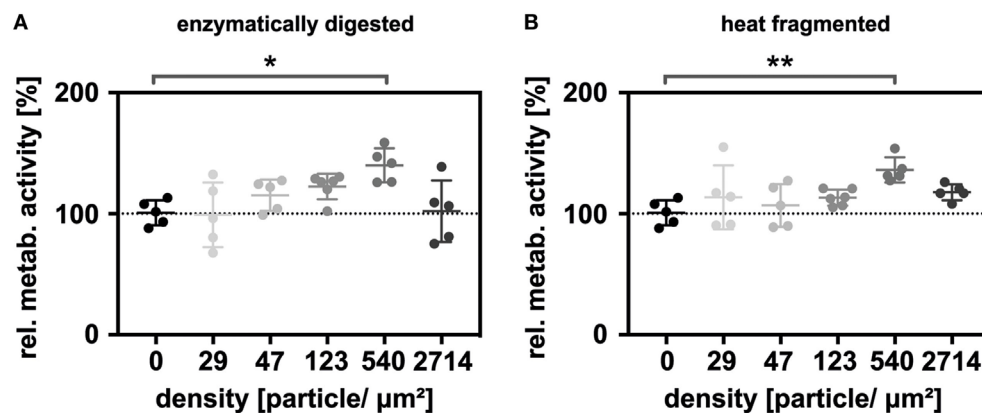 A
enzymatically digested
*
rel. metab. activity [%]
200
100
0
0 29 47 123 540 2714
density [particle/ µm²]
B
heat fragmented
**
rel. metab. activity [%]
200
100
0
0 29 47 123 540 2714
density [particle/ µm²]